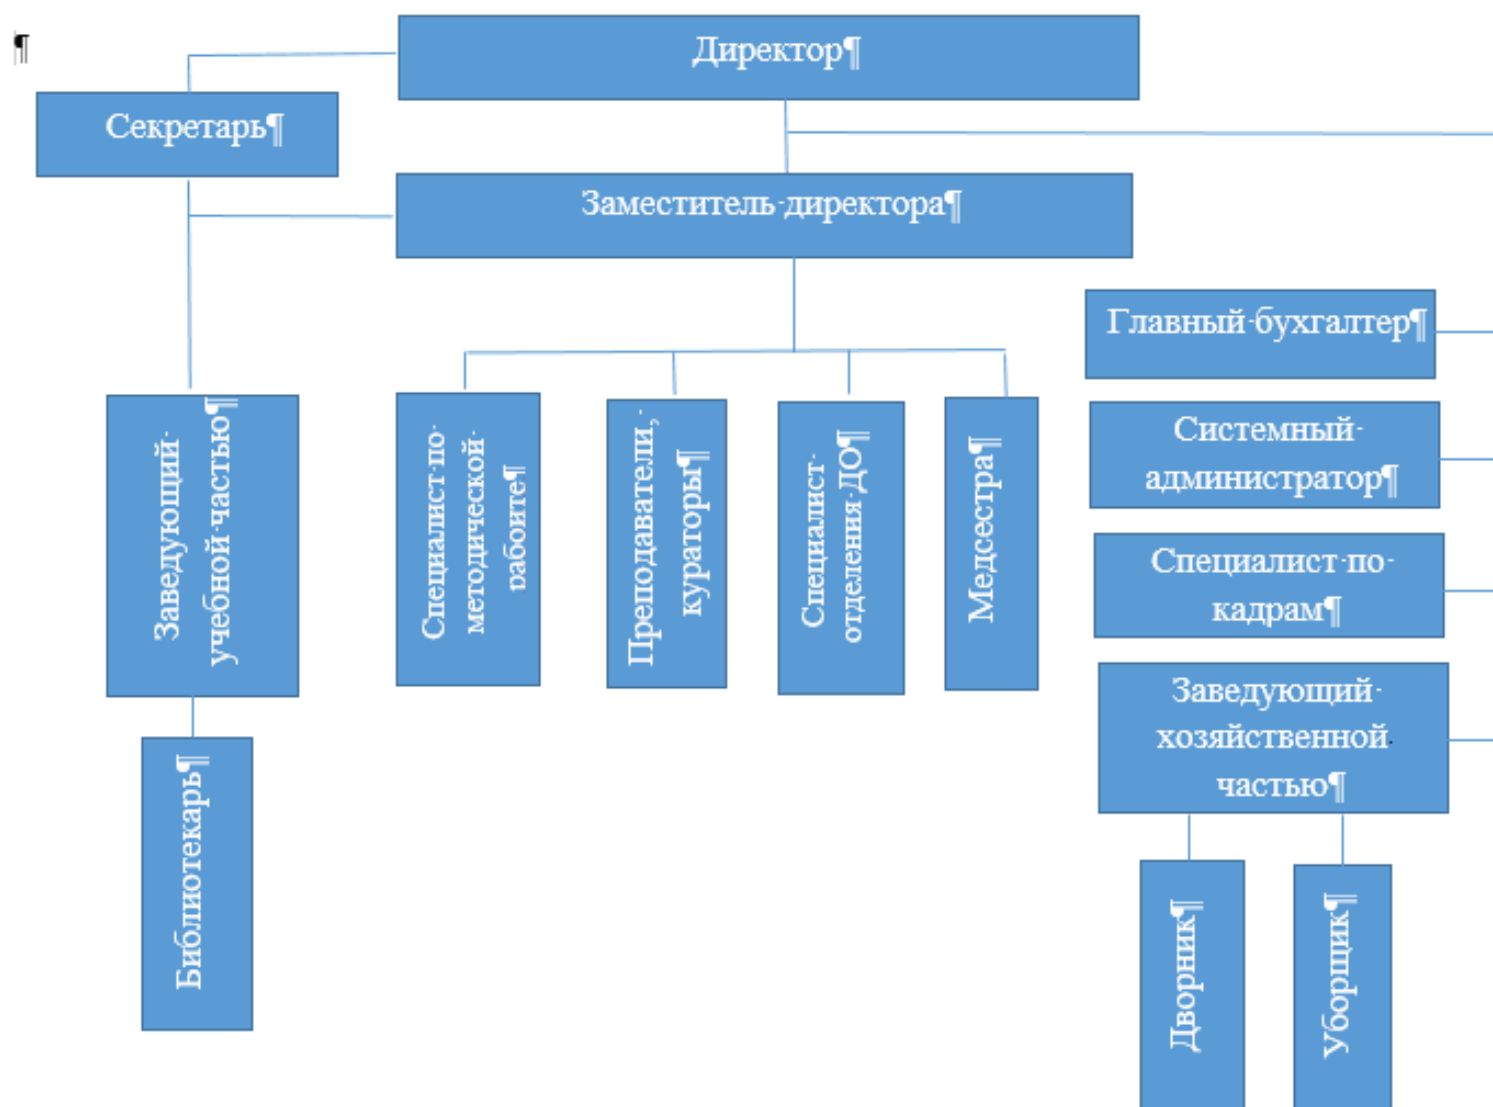 Директор
Секретарь
Заместитель директора
Главный бухгалтер
Системный
администратор
Специалист по
кадрам
Заведующий
хозяйственной
частью
Заведующий
учебной частью
Специалист по
методической
рабоите
Преподаватели,
кураторы
Специалист
отделения ДО
Медсестра
Библиотекарь
Дворник
Уборщик